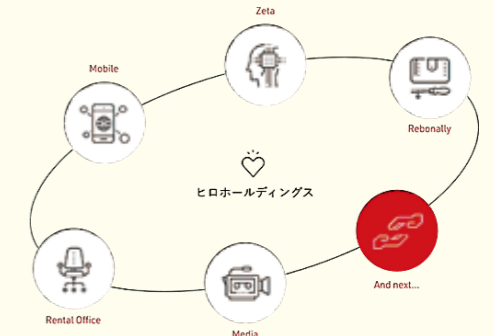 Zeta
Mobile
Rebonally
ヒロホールディングス
And next...
Rental Office
Media